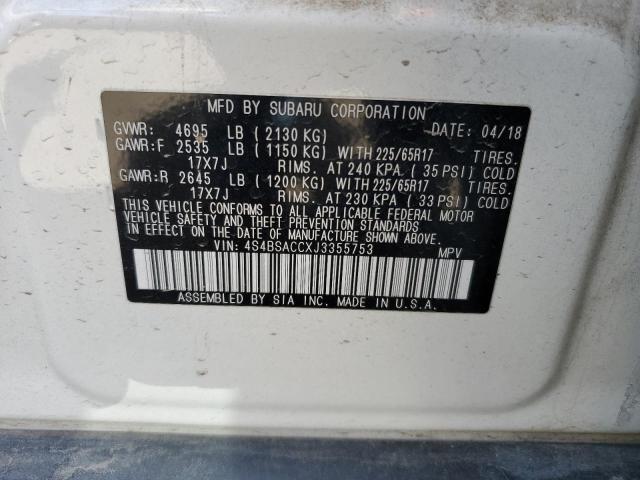 MFD BY SUBARU CORPORATION
GVWR: 4695 LB ( 2130 KG) DATE: 04/18
GAWR:F 2535 LB ( 1150 KG) WITH 225/65R17 TIRES.
17X7J RIMS. AT 240 KPA. ( 35 PSI) COLD
GAWR:R 2645 LB ( 1200 KG) WITH 225/65R17 TIRES.
17X7J RIMS. AT 230 KPA ( 33 PSI) COLD
THIS VEHICLE CONFORMS TO ALL APPLICABLE FEDERAL MOTOR
VEHICLE SAFETY AND THEFT PREVENTION STANDARDS
IN EFFECT ON THE DATE OF MANUFACTURE SHOWN ABOVE.
VIN: 4S4BSACCXJ3355753 MPV
ASSEMBLED BY SIA INC. MADE IN U.S.A.